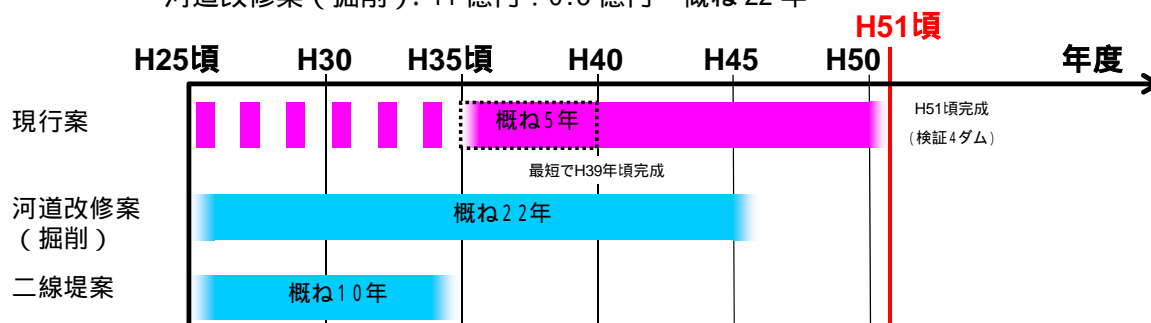 H51頃
H25頃 H30 H35頃 H40 H45 H50 年度
現行案 概ね5年 H51頃完成
(検証4ダム)
最短でH39年頃完成
河道改修案
(掘削)
概ね22年
二線堤案 概ね10年